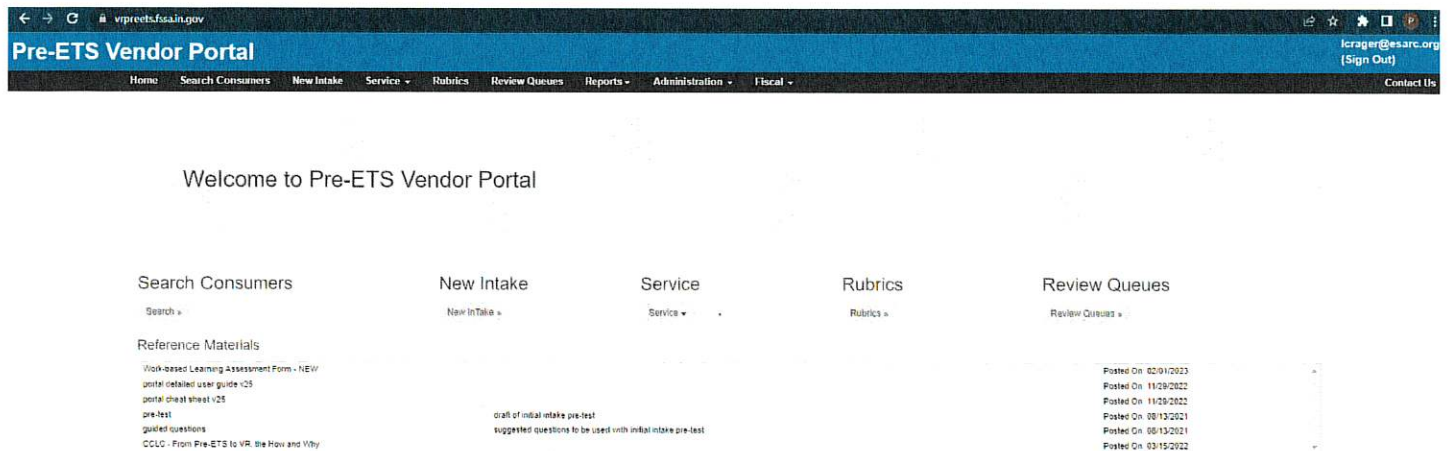 vrpreets.fssa.in.gov
Pre-ETS Vendor Portal
lcrager@esarc.org
(Sign Out)
Home Search Consumers New Intake Service Rubrics Review Queues Reports Administration Fiscal Contact Us
P
Welcome to Pre-ETS Vendor Portal
Search Consumers New Intake Service Rubrics Review Queues
Search » New InTake » Service Rubrics » Review Queues »
Reference Materials
Work-based Learning Assessment Form - NEW Posted On 02/01/2023
portal detailed user guide v25 Posted On 11/29/2022
portal cheat sheet v25 Posted On 11/29/2022
pre-test draft of initial intake pre-test Posted On 08/13/2021
guided questions suggested questions to be used with initial intake pre-test Posted On 08/13/2021
CCLC - From Pre-ETS to VR, the How and Why Posted On 03/15/2022